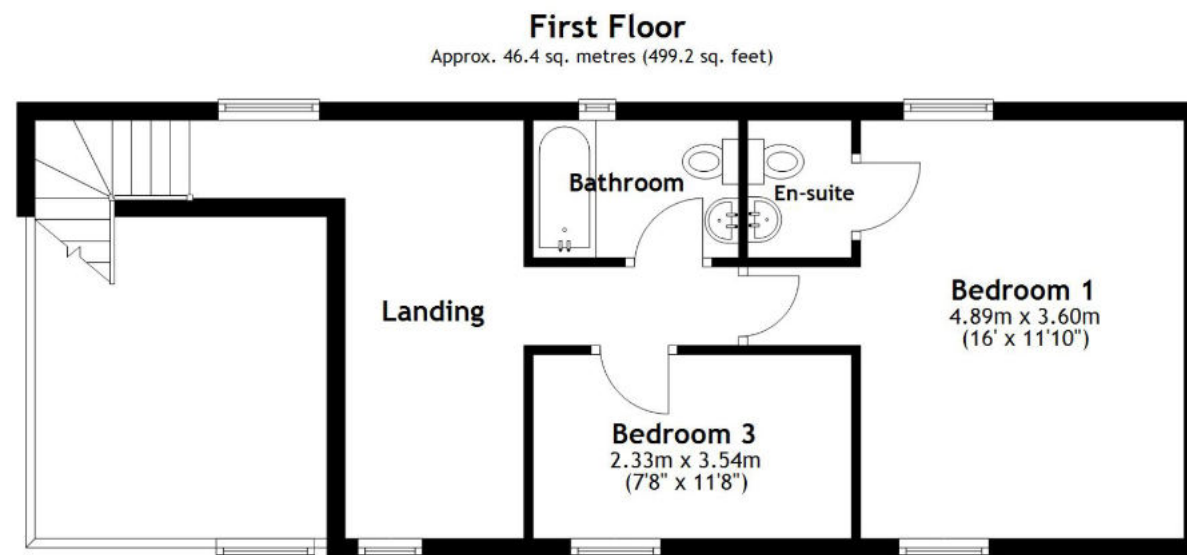 First Floor
Approx. 46.4 sq. metres (499.2 sq. feet)
Bathroom
En-suite
Landing
Bedroom 1
4.89m x 3.60m
(16' x 11'10")
Bedroom 3
2.33m x 3.54m
(7'8" x 11'8")